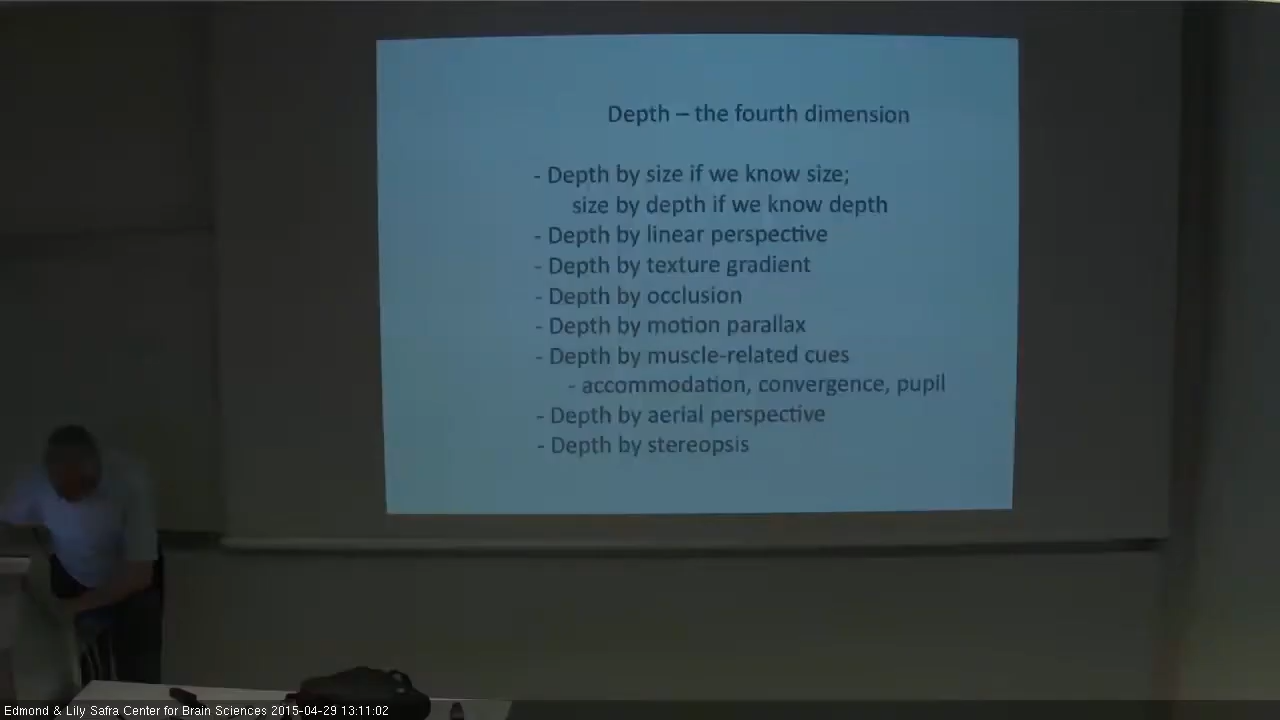 Depth – the fourth dimension
- Depth by size if we know size;
size by depth if we know depth
- Depth by linear perspective
- Depth by texture gradient
- Depth by occlusion
- Depth by motion parallax
- Depth by muscle-related cues
- accommodation, convergence, pupil
- Depth by aerial perspective
- Depth by stereopsis
Edmond & Lily Safra Center for Brain Sciences 2015-04-29 13:11:02